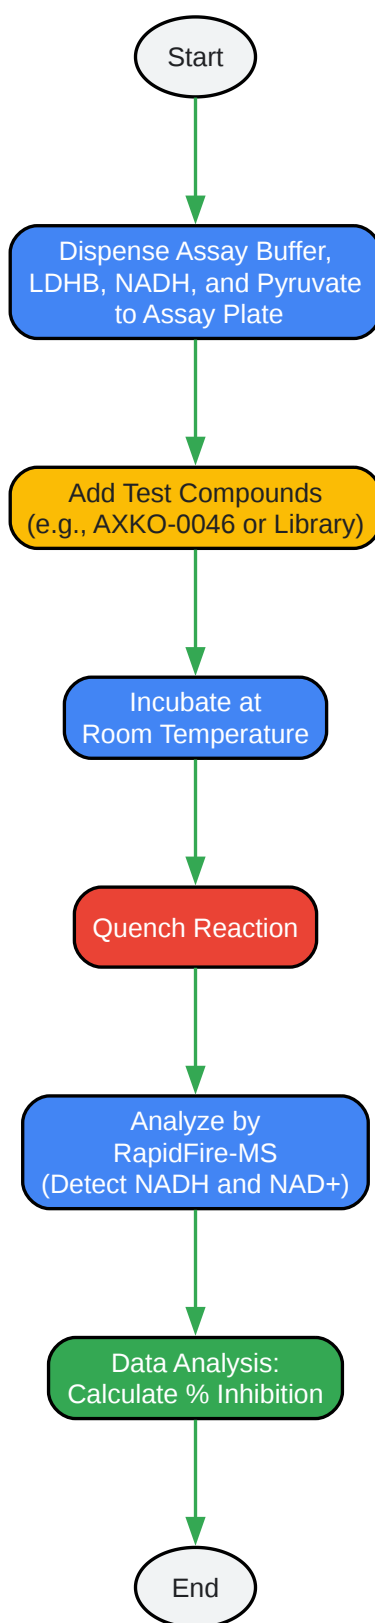 Start
Dispense Assay Buffer,
LDHB, NADH, and Pyruvate
to Assay Plate
Add Test Compounds
(e.g., AXKO-0046 or Library)
Incubate at
Room Temperature
Quench Reaction
Analyze by
RapidFire-MS
(Detect NADH and NAD+)
Data Analysis:
Calculate % Inhibition
End